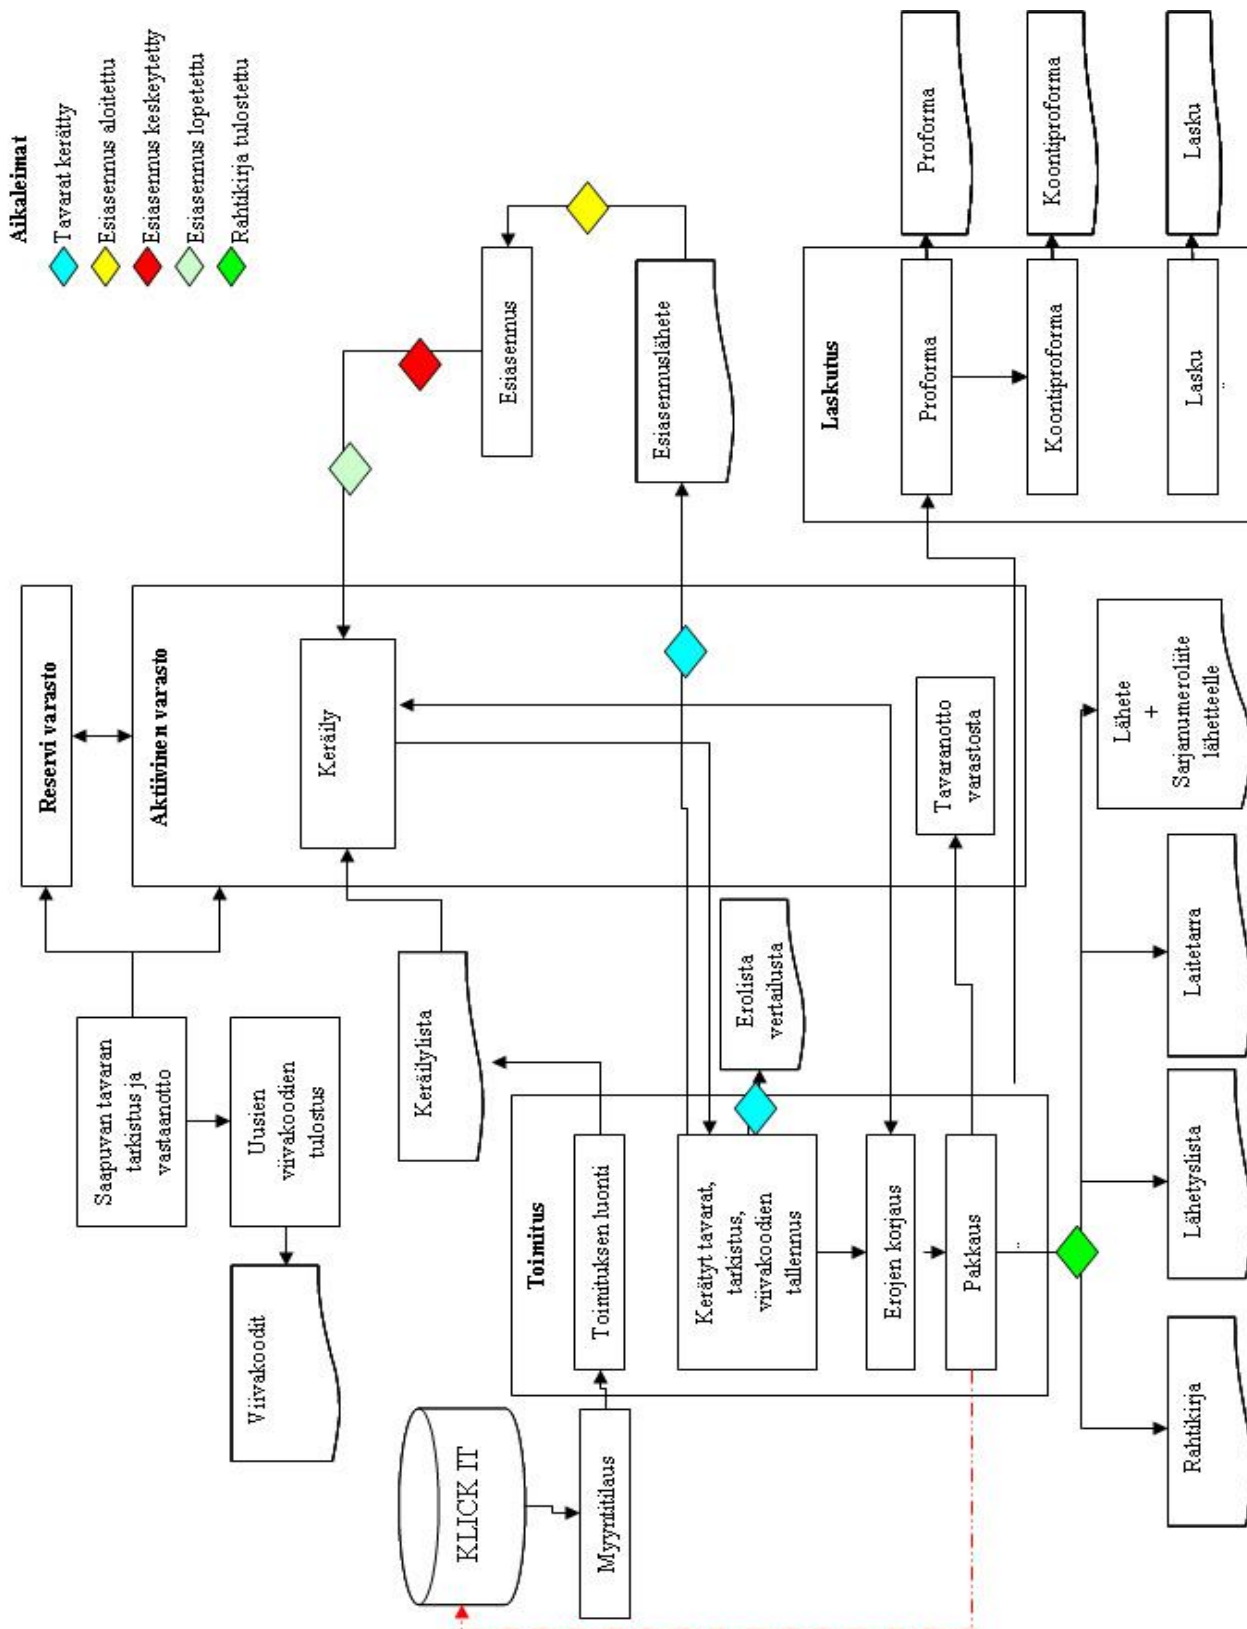 Aikaleimat
Tavarat kerätty
Esiasennus aloitettu
Esiasennus keskeytetty
Esiasennus lopetettu
Rahtikirja tulostettu
Saapuvan tavaran
tarkistus ja
vastaanotto
Uusien
viivakoodien
tulostus
Viivakoodit
Reservi varasto
Aktiivinen varasto
Keräily
Keräilylista
KLICK IT
Myyntitilaus
Toimitus
Toimituksen luonti
Kerätyt tavarat,
tarkistus,
viivakoodien
tallennus
Erolista
vertailusta
Erojen korjaus
Pakkaus
Tavaranotto
varastosta
Esiasennus
Esiasennuslähete
Laskutus
Proforma
Koontiproforma
Lasku
Proforma
Koontiproforma
Lasku
Rahtikirja
Lähetyslista
Laitetarra
Lähete
+
Sarjanumeroliite
lähetteelle